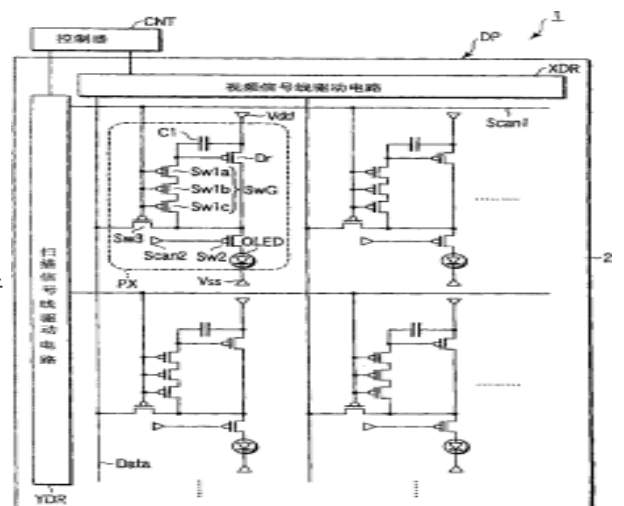 CNT
1
控制器
DP
XDR
视频信号线驱动电路
Vdd
Scan1
C1
Dr
Sw1a
Sw1b
SwG
Sw1c
Sw3
OLED
Scan2
Sw2
2
PX
Vss
扫描信号线驱动电路
Data
YDR